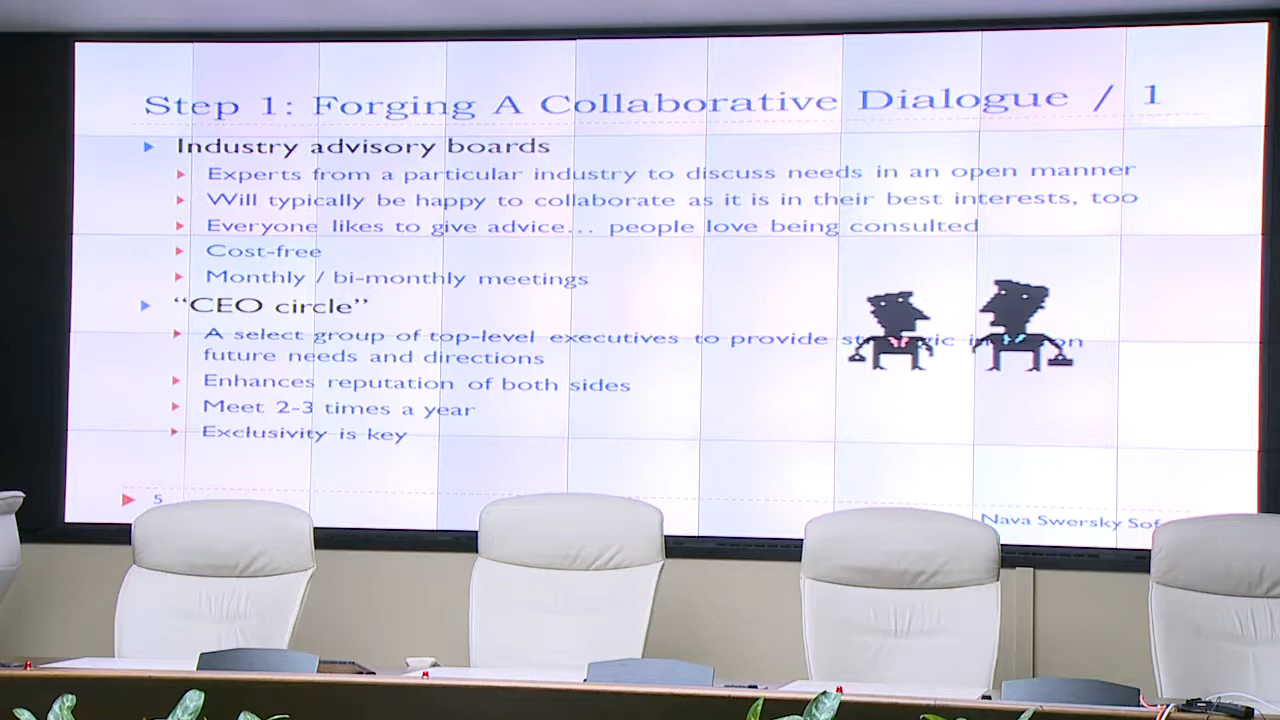 Step 1: Forging A Collaborative Dialogue / 1
Industry advisory boards
Experts from a particular industry to discuss needs in an open manner
Will typically be happy to collaborate as it is in their best interests, too
Everyone likes to give advice... people love being consulted
Cost-free
Monthly / bi-monthly meetings
"CEO circle"
A select group of top-level executives to provide on
future needs and directions
Enhances reputation of both sides
Meet 2-3 times a year
Exclusivity is key
5
Nava Swersky